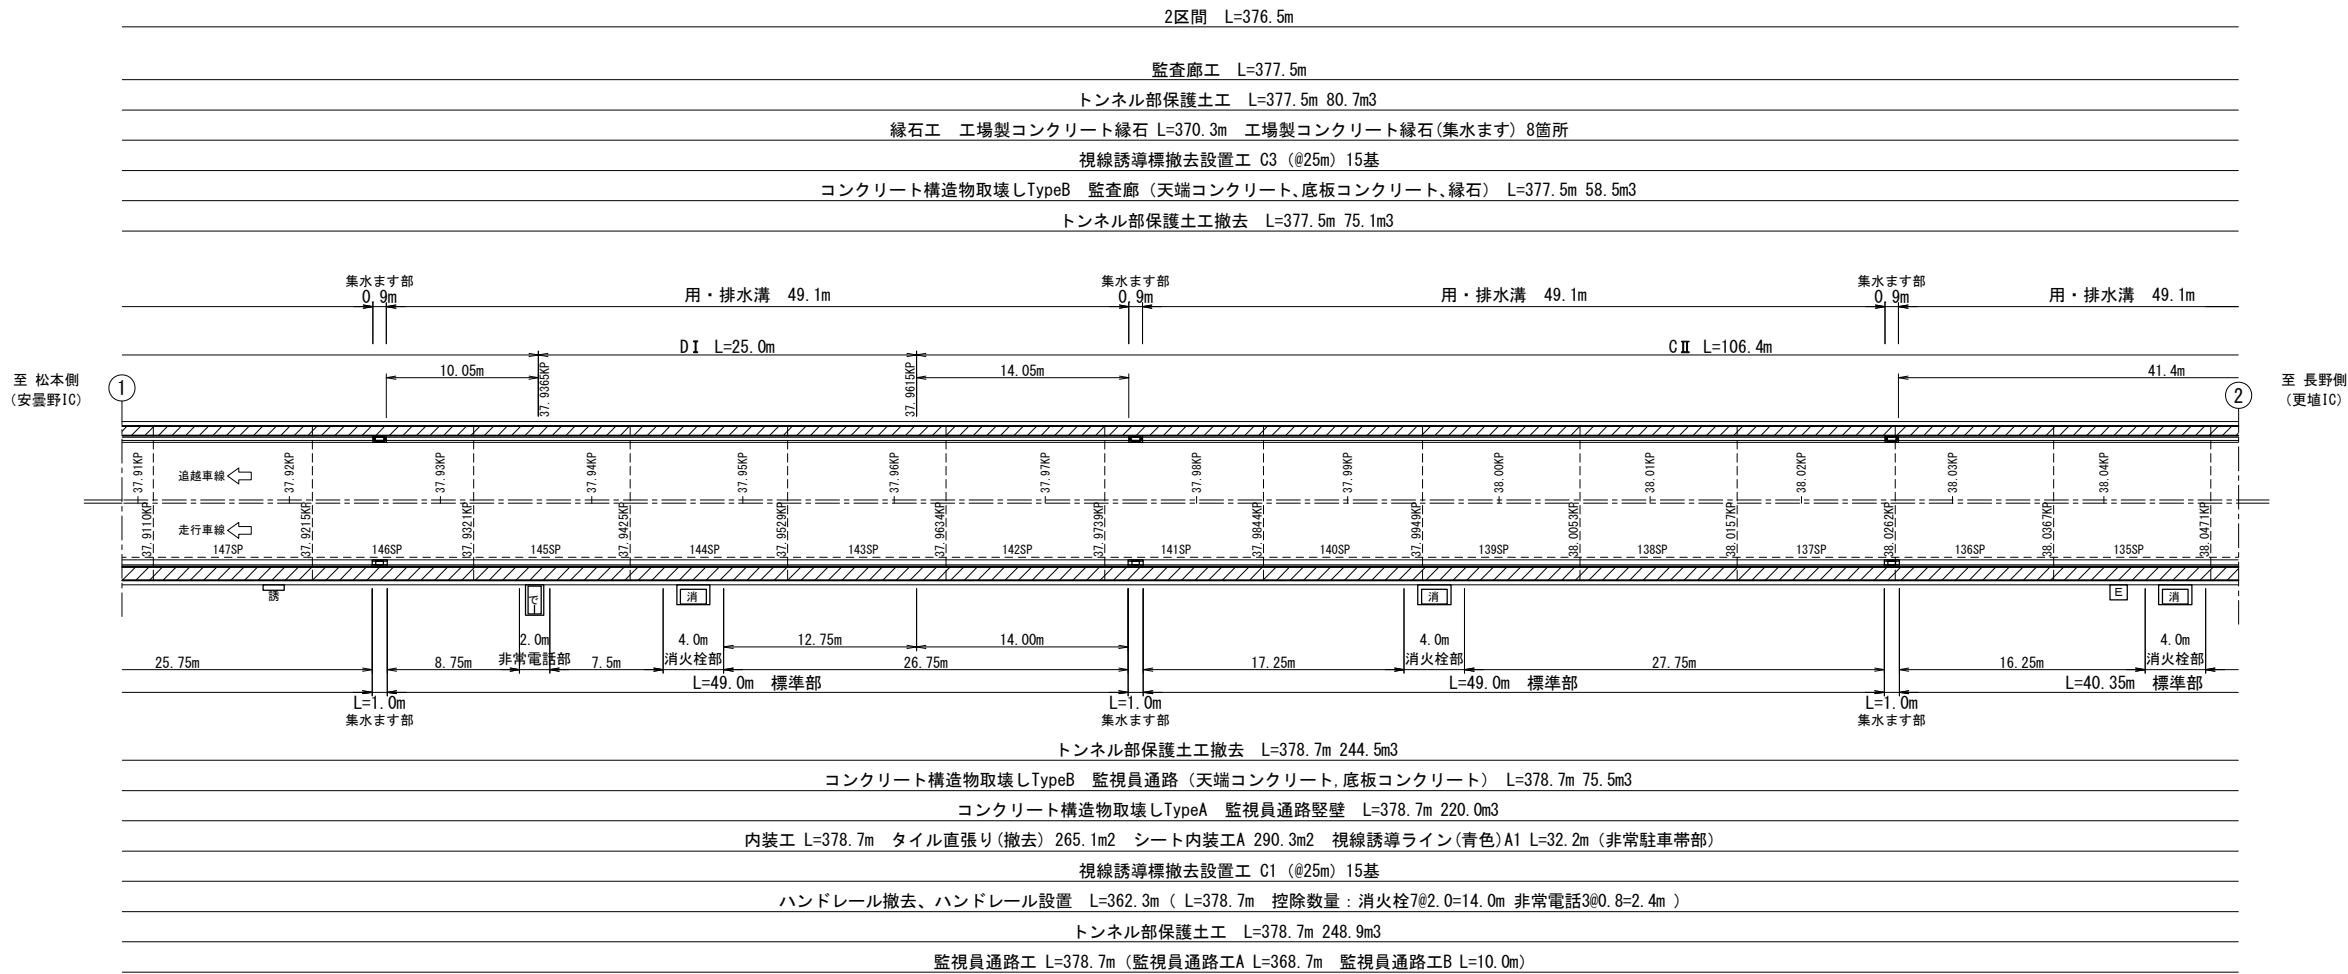 2区間　L=376.5m
監査廊工　L=377.5m
トンネル部保護土工　L=377.5m 80.7m3
縁石工　工場製コンクリート縁石 L=370.3m　工場製コンクリート縁石(集水ます) 8箇所
視線誘導標撤去設置工 C3 (@25m) 15基
コンクリート構造物取壊しTypeB　監査廊（天端コンクリート、底板コンクリート、縁石）　L=377.5m 58.5m3
トンネル部保護土工撤去　L=377.5m 75.1m3
集水ます部　集水ます部　集水ます部
0.9m　用・排水溝　49.1m　0.9m　用・排水溝　49.1m　0.9m　用・排水溝　49.1m
DⅠ L=25.0m　CⅡ L=106.4m
10.05m　37.9365KP　37.9615KP　14.05m　41.4m
至 松本側
(安曇野IC)
①
②
至 長野側
(更埴IC)
37.91KP　37.92KP　37.93KP　37.94KP　37.95KP　37.96KP　37.97KP　37.98KP　37.99KP　38.00KP　38.01KP　38.02KP　38.03KP　38.04KP
追越車線
走行車線
37.9110KP　37.9215KP　37.9321KP　37.9425KP　37.9529KP　37.9634KP　37.9739KP　37.9844KP　37.9949KP　38.0053KP　38.0157KP　38.0262KP　38.0367KP　38.0471KP
147SP　146SP　145SP　144SP　143SP　142SP　141SP　140SP　139SP　138SP　137SP　136SP　135SP
誘　で　消　消　E　消
2.0m　4.0m　12.75m　14.00m　4.0m　4.0m
非常電話部　消火栓部　消火栓部　消火栓部
25.75m　8.75m　7.5m　26.75m　17.25m　27.75m　16.25m
L=49.0m　標準部　L=49.0m　標準部　L=40.35m　標準部
L=1.0m　L=1.0m　L=1.0m
集水ます部　集水ます部　集水ます部
トンネル部保護土工撤去　L=378.7m 244.5m3
コンクリート構造物取壊しTypeB　監視員通路（天端コンクリート,底板コンクリート）　L=378.7m 75.5m3
コンクリート構造物取壊しTypeA　監視員通路竪壁　L=378.7m 220.0m3
内装工 L=378.7m　タイル直張り(撤去) 265.1m2　シート内装工A 290.3m2　視線誘導ライン(青色)A1 L=32.2m (非常駐車帯部)
視線誘導標撤去設置工 C1 (@25m) 15基
ハンドレール撤去、ハンドレール設置　L=362.3m ( L=378.7m　控除数量：消火栓7@2.0=14.0m 非常電話3@0.8=2.4m )
トンネル部保護土工　L=378.7m 248.9m3
監視員通路工 L=378.7m (監視員通路工A L=368.7m　監視員通路工B L=10.0m)